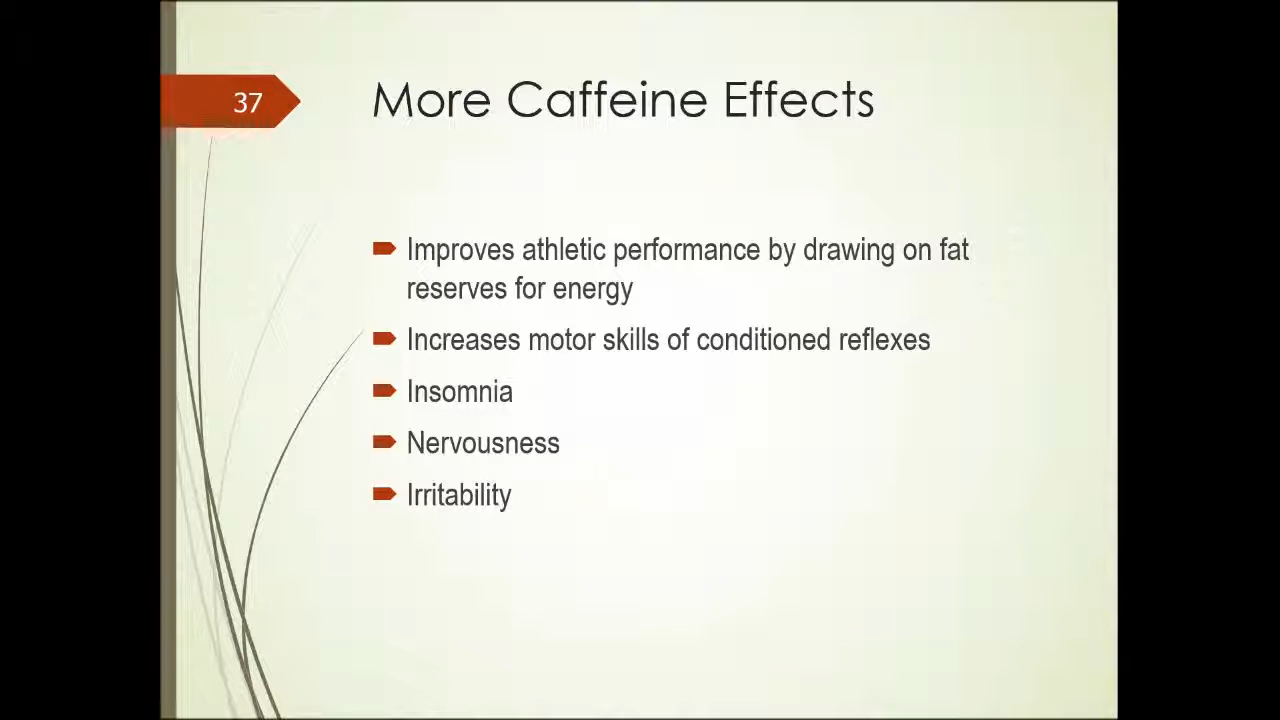 37
More Caffeine Effects
Improves athletic performance by drawing on fat
reserves for energy
Increases motor skills of conditioned reflexes
Insomnia
Nervousness
Irritability